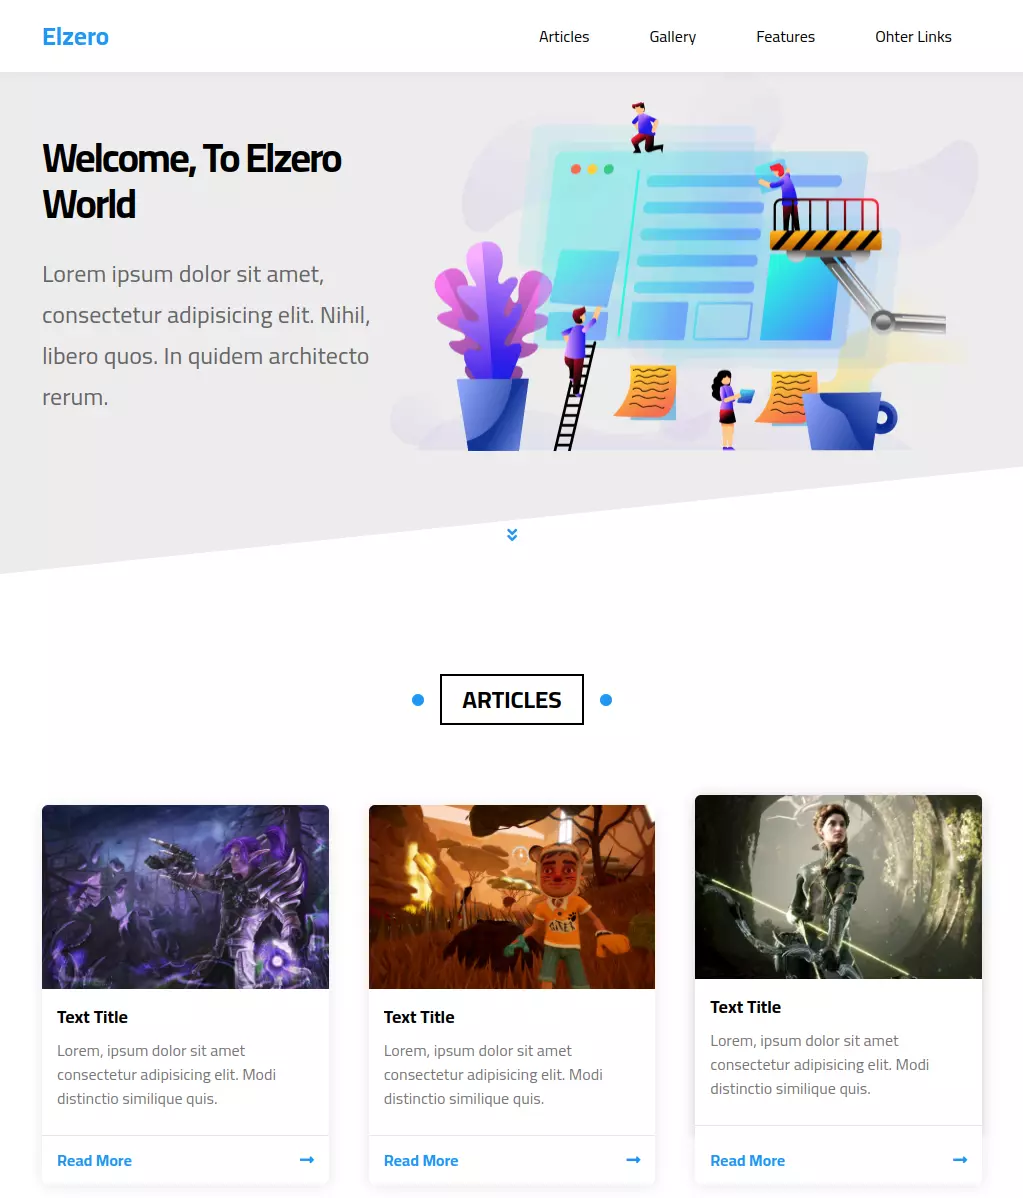 Elzero
Articles
Gallery
Features
Ohter Links
Welcome, To Elzero
World
Lorem ipsum dolor sit amet,
consectetur adipisicing elit. Nihil,
libero quos. In quidem architecto
rerum.
ARTICLES
Text Title
Lorem, ipsum dolor sit amet
consectetur adipisicing elit. Modi
distinctio similique quis.
Read More
Text Title
Lorem, ipsum dolor sit amet
consectetur adipisicing elit. Modi
distinctio similique quis.
Read More
Text Title
Lorem, ipsum dolor sit amet
consectetur adipisicing elit. Modi
distinctio similique quis.
Read More